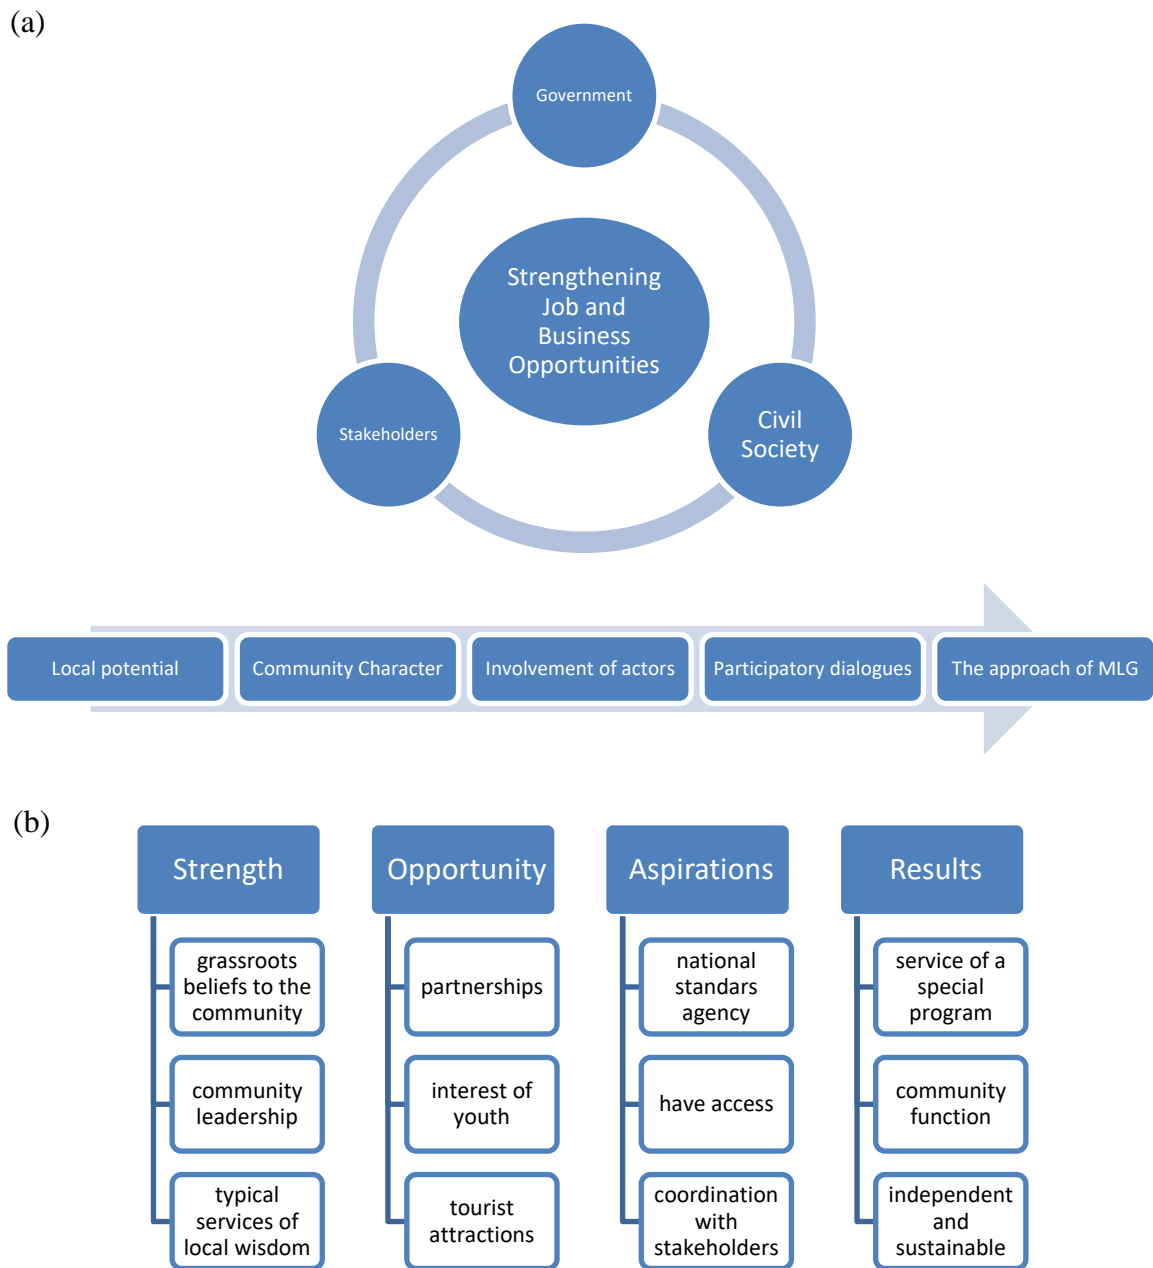 (a)
Government
Strengthening
Job and
Business
Opportunities
Stakeholders
Civil
Society
Local potential
Community Character
Involvement of actors
Participatory dialogues
The approach of MLG
(b)
Strength
grassroots
beliefs to the
community
community
leadership
typical
services of
local wisdom
Opportunity
partnerships
interest of
youth
tourist
attractions
Aspirations
national
standars
agency
have access
coordination
with
stakeholders
Results
service of a
special
program
community
function
independent
and
sustainable